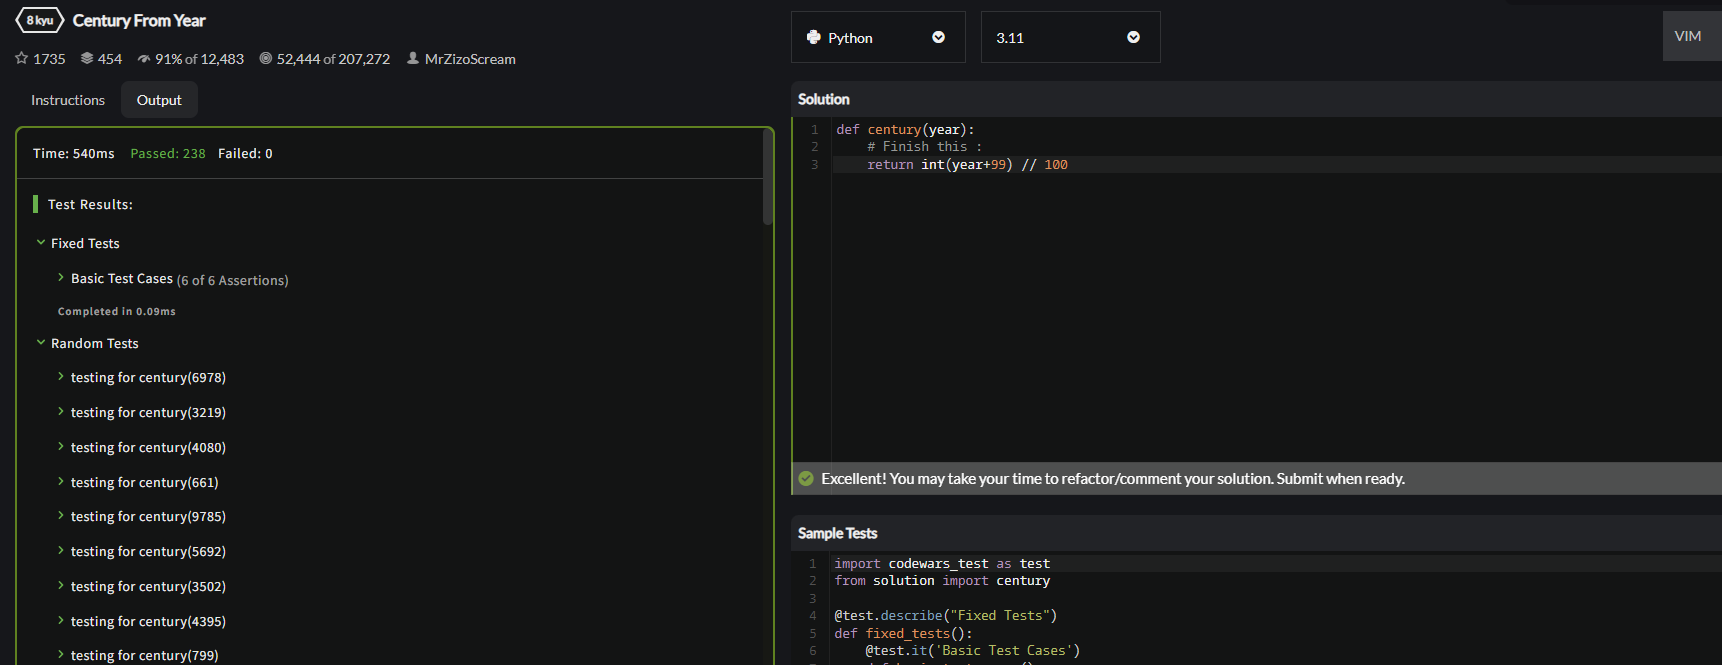 8 kyu Century From Year
1735 454 91% of 12,483 52,444 of 207,272 MrZizoScream
Instructions Output
Time: 540ms Passed: 238 Failed: 0
Test Results:
Fixed Tests
Basic Test Cases (6 of 6 Assertions)
Completed in 0.09ms
Random Tests
testing for century(6978)
testing for century(3219)
testing for century(4080)
testing for century(661)
testing for century(9785)
testing for century(5692)
testing for century(3502)
testing for century(4395)
testing for century(799)
Python 3.11 VIM
Solution
1 def century(year):
2 # Finish this :
3 return int(year+99) // 100
Excellent! You may take your time to refactor/comment your solution. Submit when ready.
Sample Tests
1 import codewars_test as test
2 from solution import century
3
4 @test.describe("Fixed Tests")
5 def fixed_tests():
6 @test.it('Basic Test Cases')